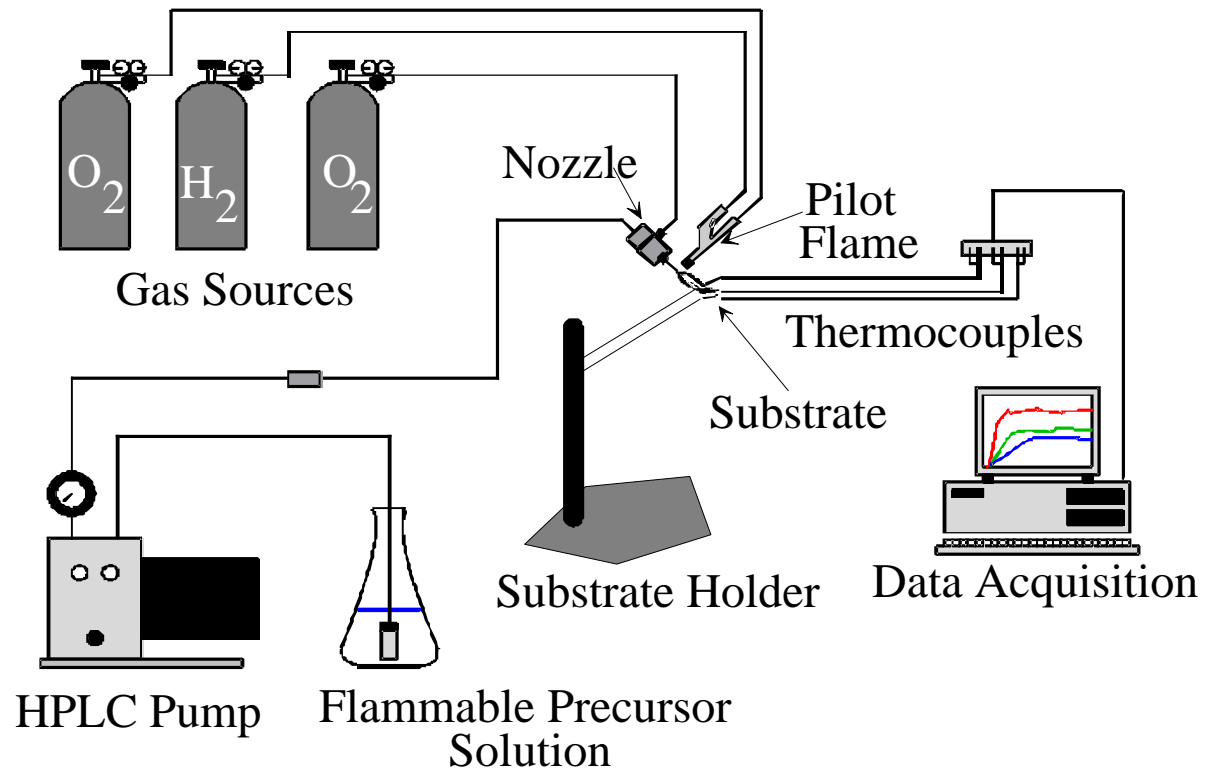 O2
H2
O2
Gas Sources
Nozzle
Pilot
Flame
Thermocouples
Substrate
Substrate Holder
Data Acquisition
HPLC Pump
Flammable Precursor
Solution